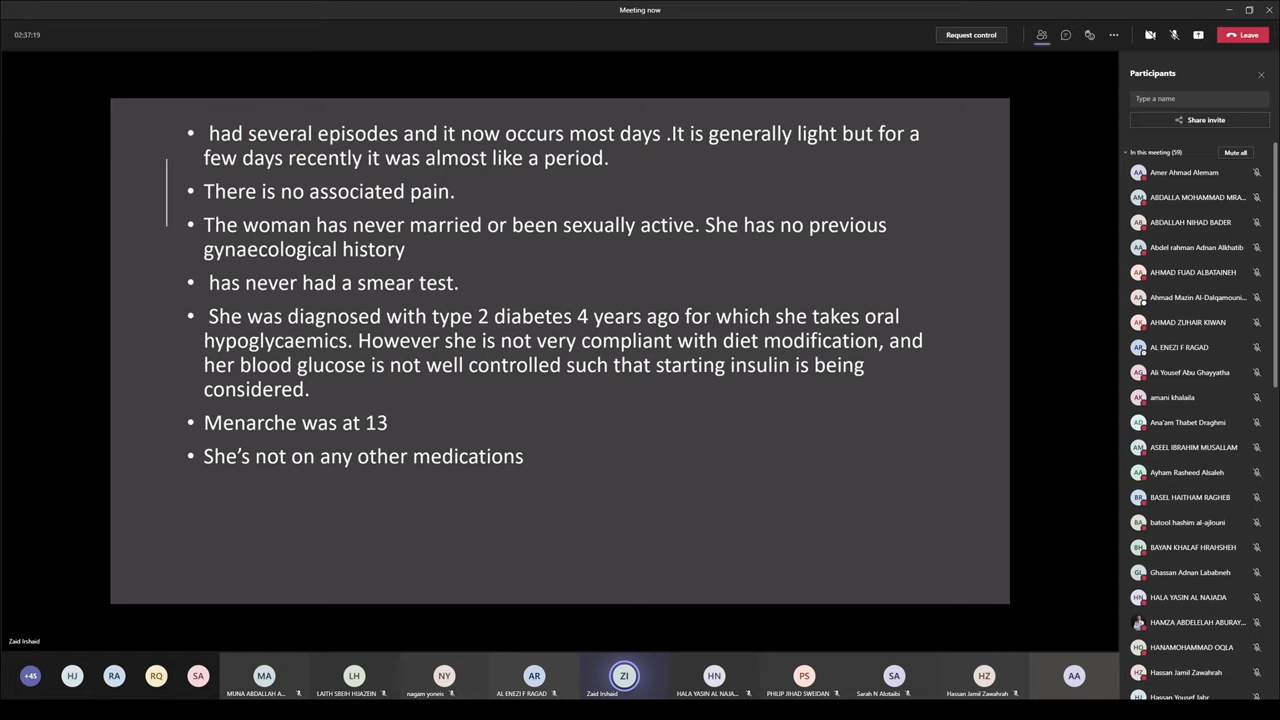 Meeting now
02:37:19
Request control
Leave
Participants
Type a name
Share invite
In this meeting (59)
Mute all
Amer Ahmad Alemam
ABDALLA MOHAMMAD MRA...
ABDALLAH NIHAD BADER
Abdel rahman Adnan Alkhatib
AHMAD FUAD ALBATAINEH
Ahmad Mazin Al-Dalqamouni...
AHMAD ZUHAIR KIWAN
AL ENEZI F RAGAD
Ali Yousef Abu Ghayyatha
amani khalaila
Ana'am Thabet Draghmi
ASEEL IBRAHIM MUSALLAM
Ayham Rasheed Alsaleh
BASEL HAITHAM RAGHEB
batool hashim al-ajlouni
BAYAN KHALAF HRAHSHEH
Ghassan Adnan Lababneh
HALA YASIN AL NAJADA
HAMZA ABDELELAH ABURAY...
HANAMOHAMMAD OQLA
Hassan Jamil Zawahrah
Hassan Yousef Jabr
• had several episodes and it now occurs most days .It is generally light but for a
few days recently it was almost like a period.
• There is no associated pain.
• The woman has never married or been sexually active. She has no previous
gynaecological history
• has never had a smear test.
• She was diagnosed with type 2 diabetes 4 years ago for which she takes oral
hypoglycaemics. However she is not very compliant with diet modification, and
her blood glucose is not well controlled such that starting insulin is being
considered.
• Menarche was at 13
• She's not on any other medications
Zaid Irshaid
+45
HJ
RA
RQ
SA
MA
MUNA ABDALLAH A...
LH
LAITH SBEIH HIJAZEIN
NY
nagam yonris
AR
AL ENEZI F RAGAD
ZI
Zaid Irshaid
HN
HALA YASIN AL NAJA...
PS
PHILIP JIHAD SWEIDAN
SA
Sarah N Alotaibi
HZ
Hassan Jamil Zawahrah
AA